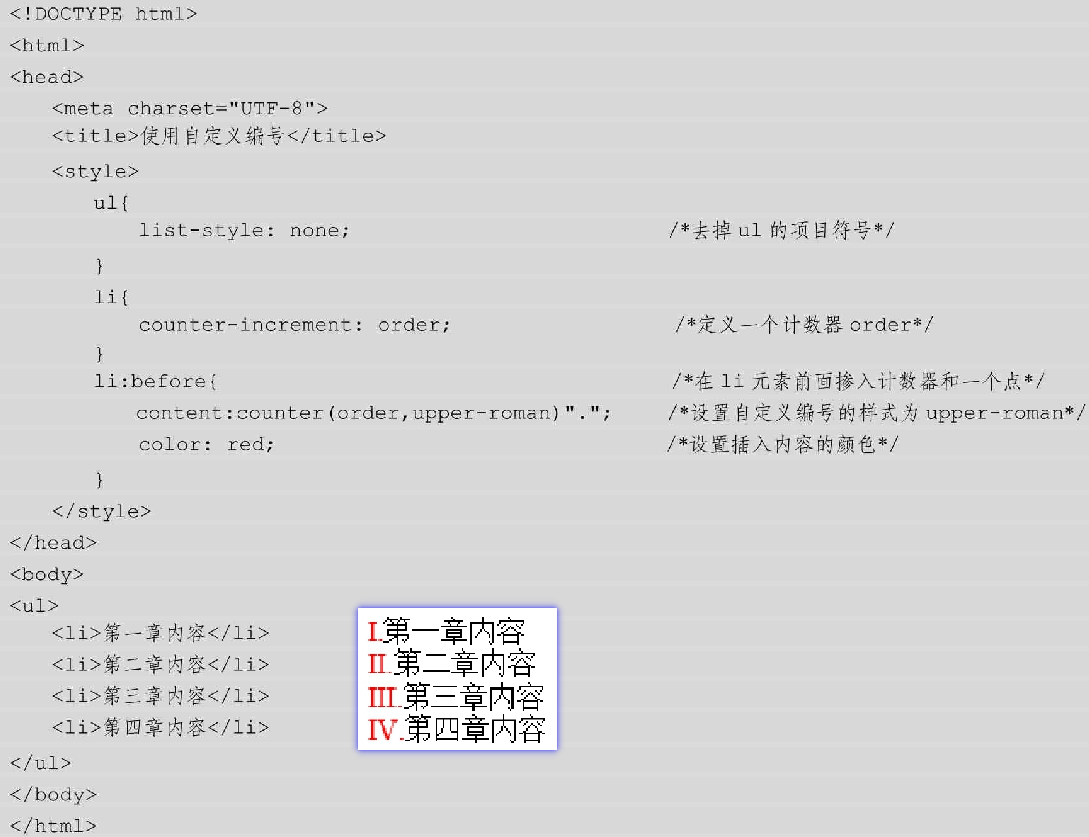 <!DOCTYPE html>
<html>
<head>
<meta charset="UTF-8">
<title>使用自定义编号</title>
<style>
ul{
list-style: none; /*去掉 ul 的项目符号*/
}
li{
counter-increment: order; /*定义一个计数器 order*/
}
li:before{ /*在 li 元素前面掺入计数器和一个点*/
content:counter(order,upper-roman)"."; /*设置自定义编号的样式为 upper-roman*/
color: red; /*设置插入内容的颜色*/
}
</style>
</head>
<body>
<ul>
<li>第一章内容</li>
<li>第二章内容</li>
<li>第三章内容</li>
<li>第四章内容</li>
</ul>
</body>
</html>
I.第一章内容
II.第二章内容
III.第三章内容
IV.第四章内容